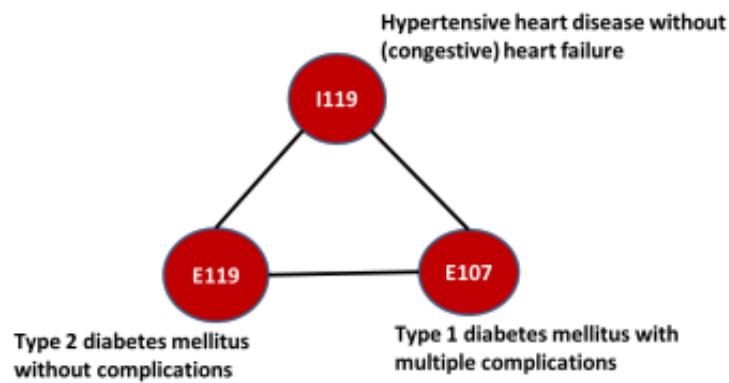 Hypertensive heart disease without
(congestive) heart failure
I119
E119
E107
Type 2 diabetes mellitus
without complications
Type 1 diabetes mellitus with
multiple complications